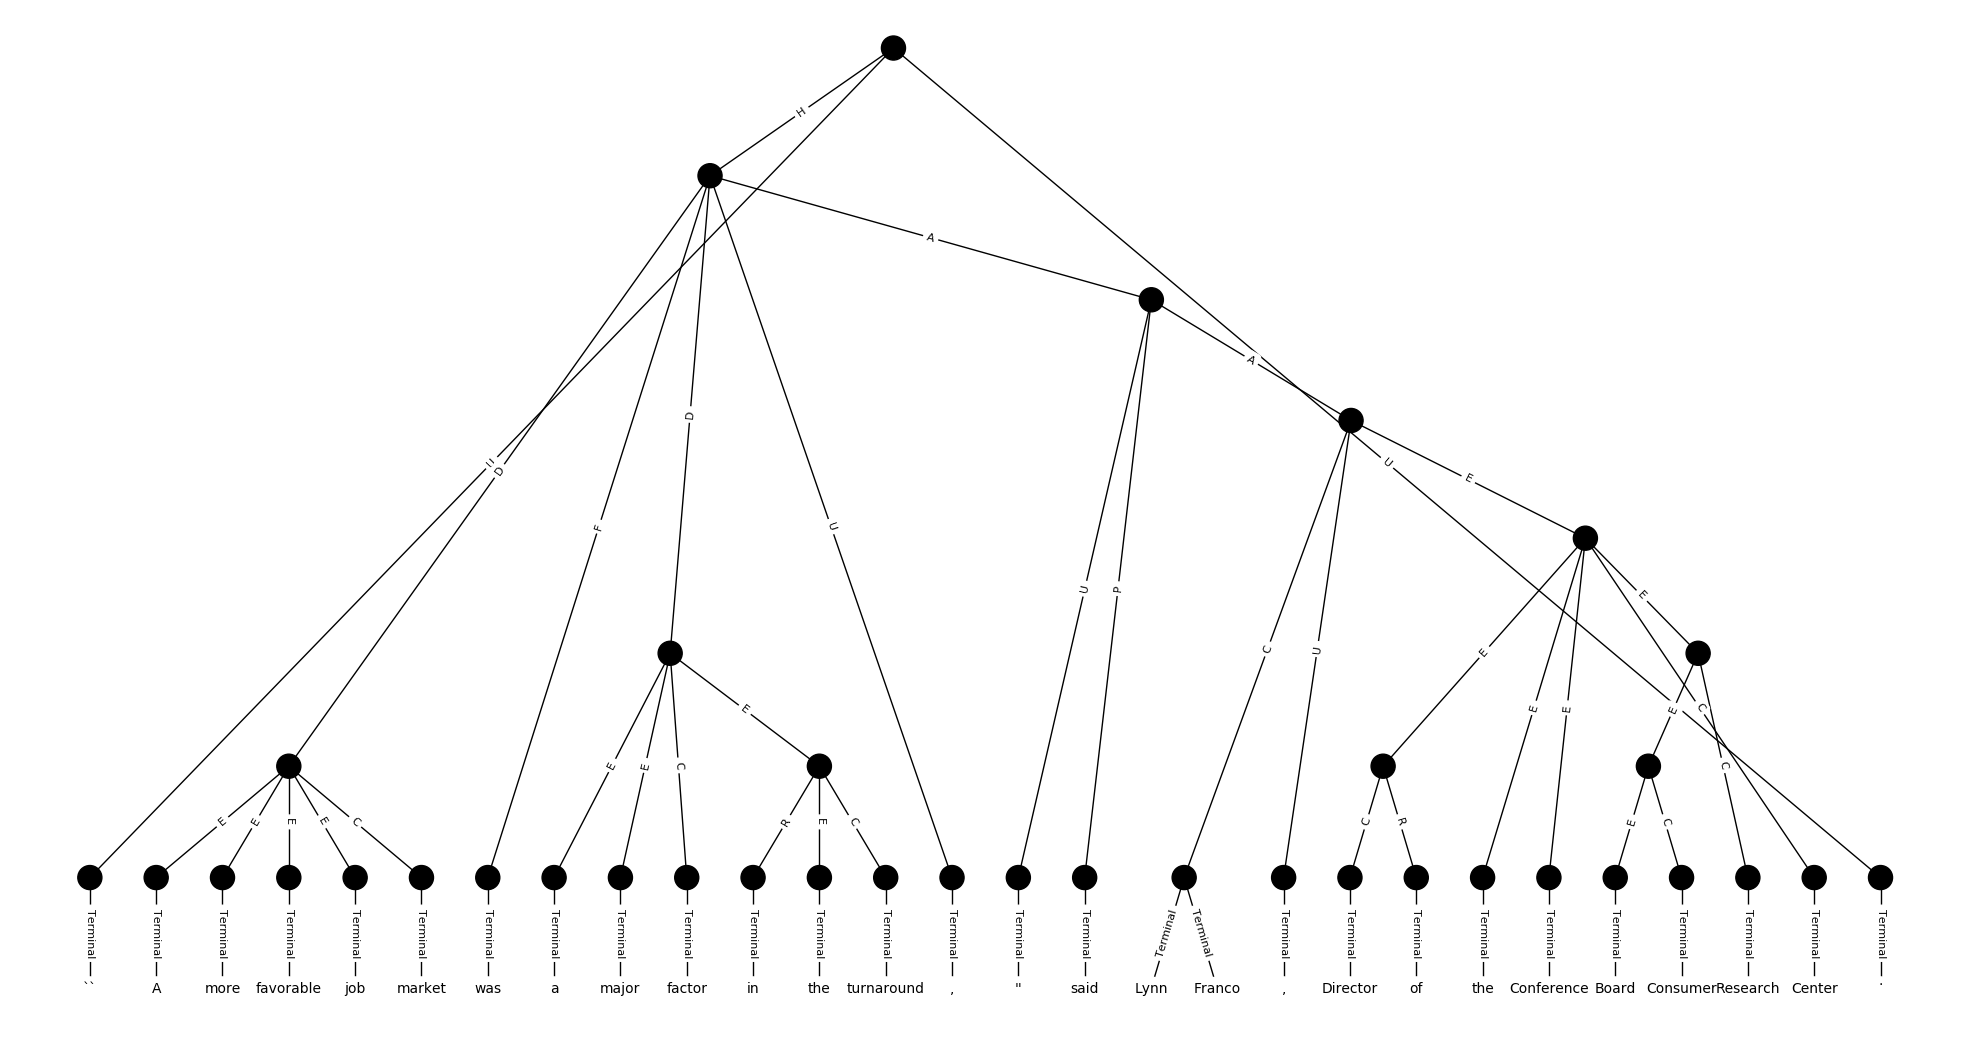 H
A
A
D
U
D
U
E
F
U
U
P
C
U
E
E
E
E
E
C
E
E
E
C
E
E
E
E
C
R
E
C
C
C
R
E
C
Terminal Terminal Terminal Terminal Terminal Terminal Terminal Terminal Terminal Terminal Terminal Terminal Terminal Terminal Terminal Terminal Terminal Terminal Terminal Terminal Terminal Terminal Terminal Terminal Terminal Terminal Terminal Terminal
`` A more favorable job market was a major factor in the turnaround , " said Lynn Franco , Director of the Conference Board Consumer Research Center .